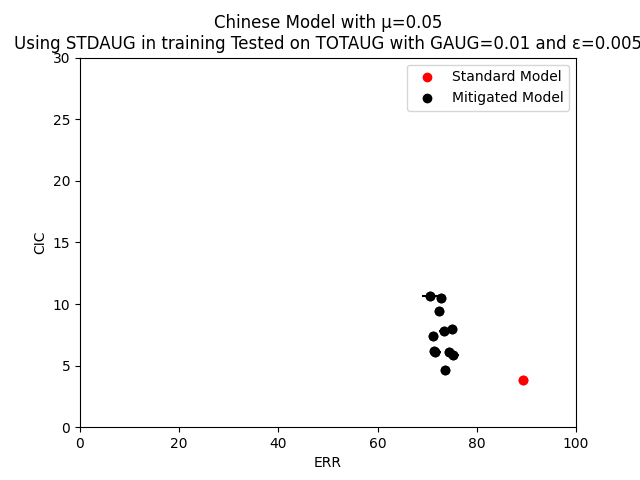 Chinese Model with μ=0.05
Using STDAUG in training Tested on TOTAUG with GAUG=0.01 and ε=0.005
Standard Model
Mitigated Model
30
25
20
15
10
5
0
CIC
0 20 40 60 80 100
ERR